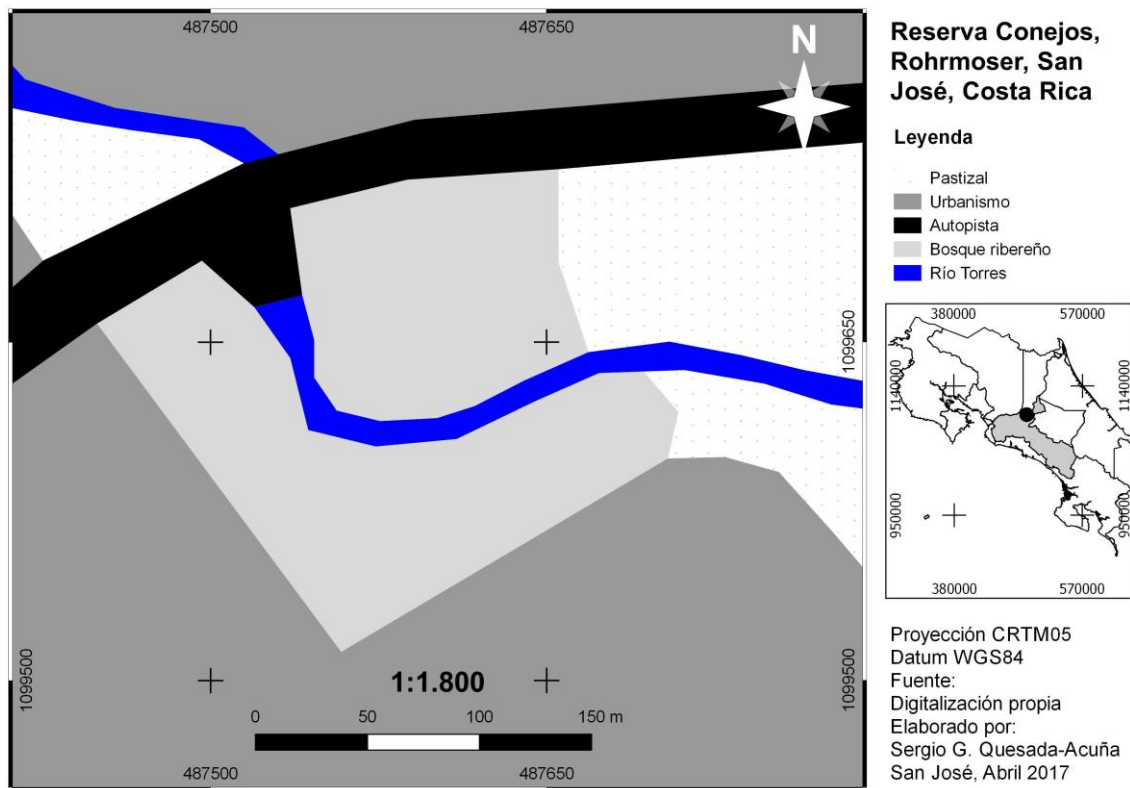 487500
487650
N
1099650
1099500
1099500
1:1.800
0 50 100 150 m
487500
487650
Reserva Conejos,
Rohrmoser, San
José, Costa Rica
Leyenda
Pastizal
Urbanismo
Autopista
Bosque ribereño
Río Torres
380000
570000
1140000
1140000
950000
950000
380000
570000
Proyección CRTM05
Datum WGS84
Fuente:
Digitalización propia
Elaborado por:
Sergio G. Quesada-Acuña
San José, Abril 2017